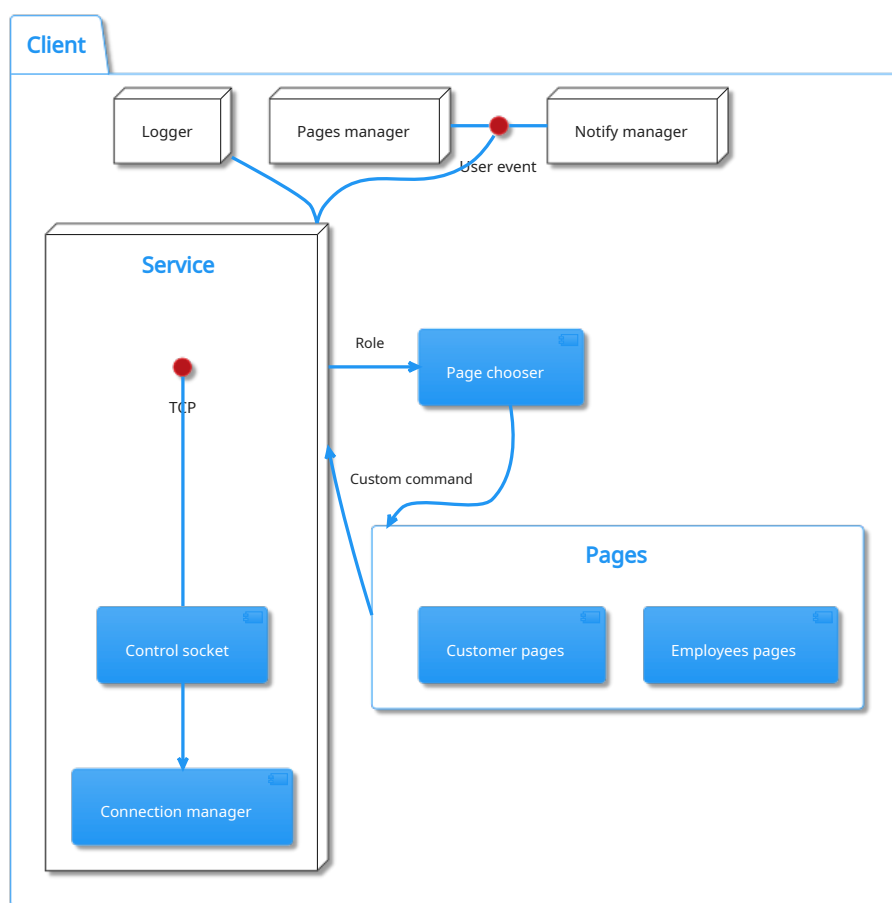 Client
Logger
Pages manager
Notify manager
User event
Service
Role
Page chooser
TCP
Custom command
Pages
Control socket
Customer pages
Employees pages
Connection manager